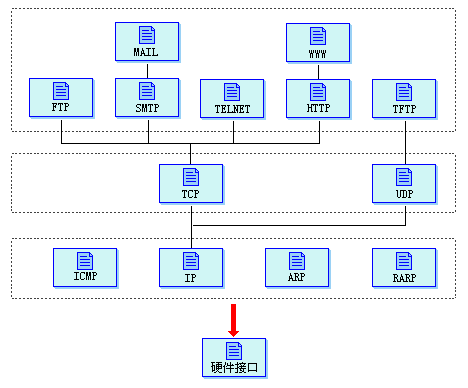 MAIL
WWW
FTP
SMTP
TELNET
HTTP
TFTP
TCP
UDP
ICMP
IP
ARP
RARP
硬件接口